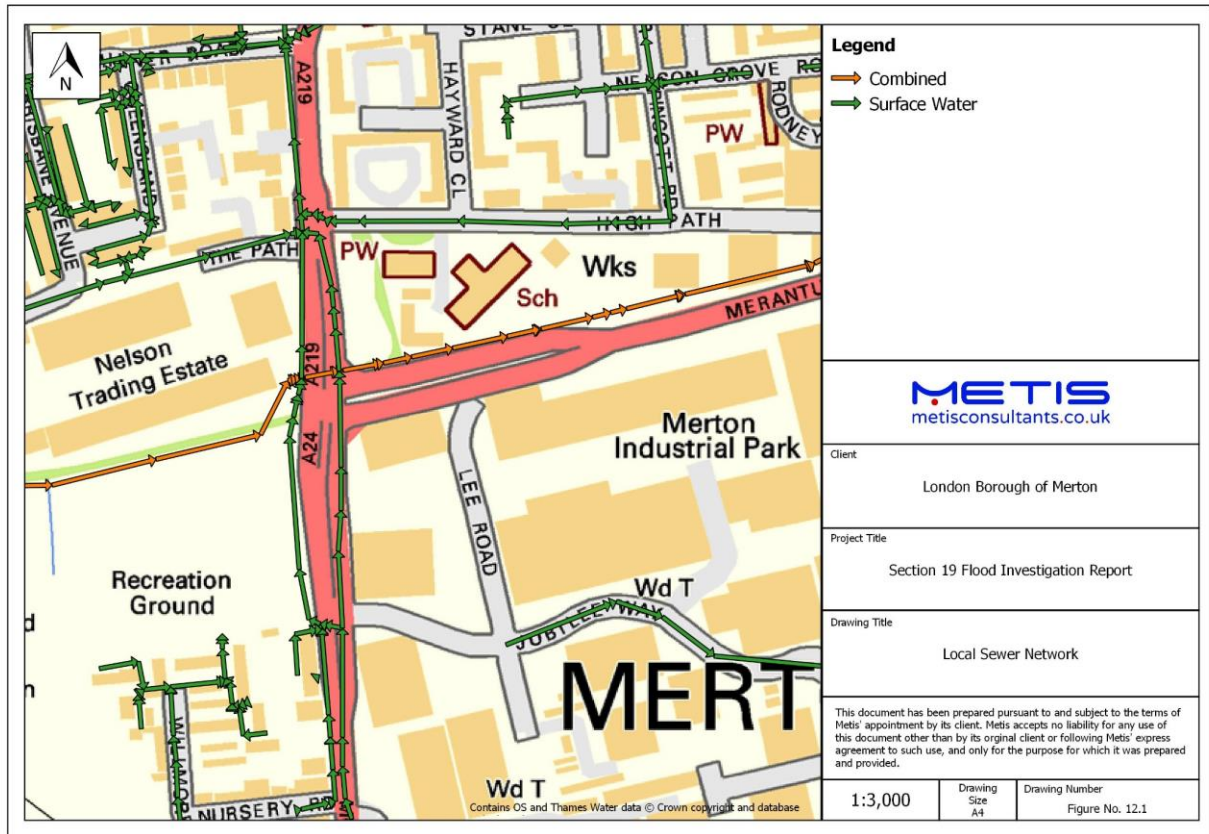 N
A219
STANE
HAYWARD CL
NELSON GROVE RO
RODNEY
PINCOTT RD
PW
HIGH PATH
THE PATH
BRISBANE AVENUE
PW
Sch
Wks
MERANTU
Nelson
Trading Estate
A219
A24
Merton
Industrial Park
LEE ROAD
Recreation
Ground
Wd T
JUBILEE WAY
MERT
NURSERY
Wd T
Contains OS and Thames Water data © Crown copyright and database
Legend
Combined
Surface Water
METIS
metisconsultants.co.uk
Client
London Borough of Merton
Project Title
Section 19 Flood Investigation Report
Drawing Title
Local Sewer Network
This document has been prepared pursuant to and subject to the terms of
Metis' appointment by its client. Metis accepts no liability for any use of
this document other than by its orginal client or following Metis' express
agreement to such use, and only for the purpose for which it was prepared
and provided.
1:3,000
Drawing
Size
A4
Drawing Number
Figure No. 12.1